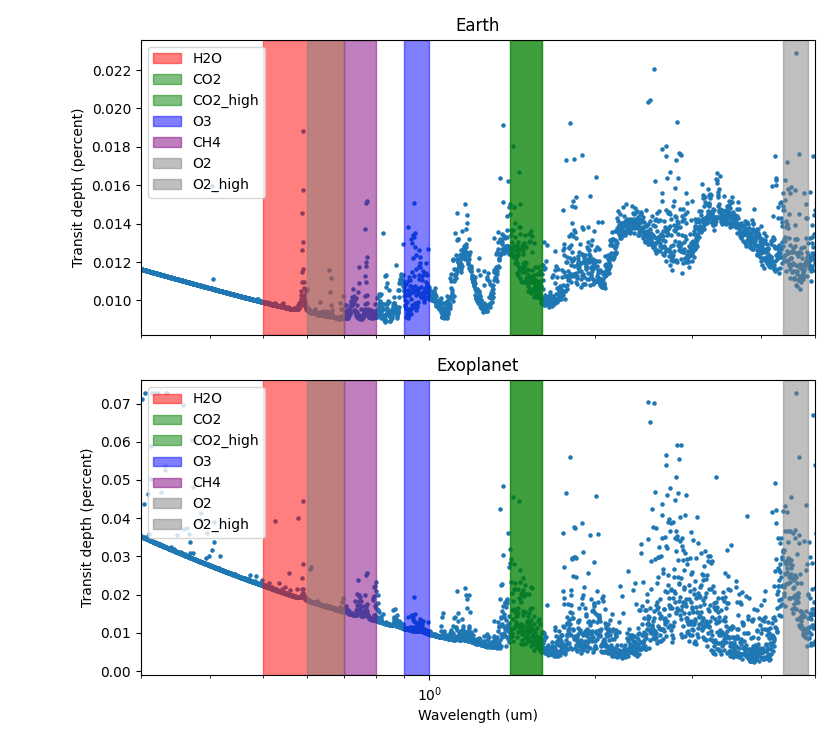 Earth
Transit depth (percent)
0.022
0.020
0.018
0.016
0.014
0.012
0.010
H2O
CO2
CO2_high
O3
CH4
O2
O2_high
Exoplanet
Transit depth (percent)
0.07
0.06
0.05
0.04
0.03
0.02
0.01
0.00
H2O
CO2
CO2_high
O3
CH4
O2
O2_high
10⁰
Wavelength (um)